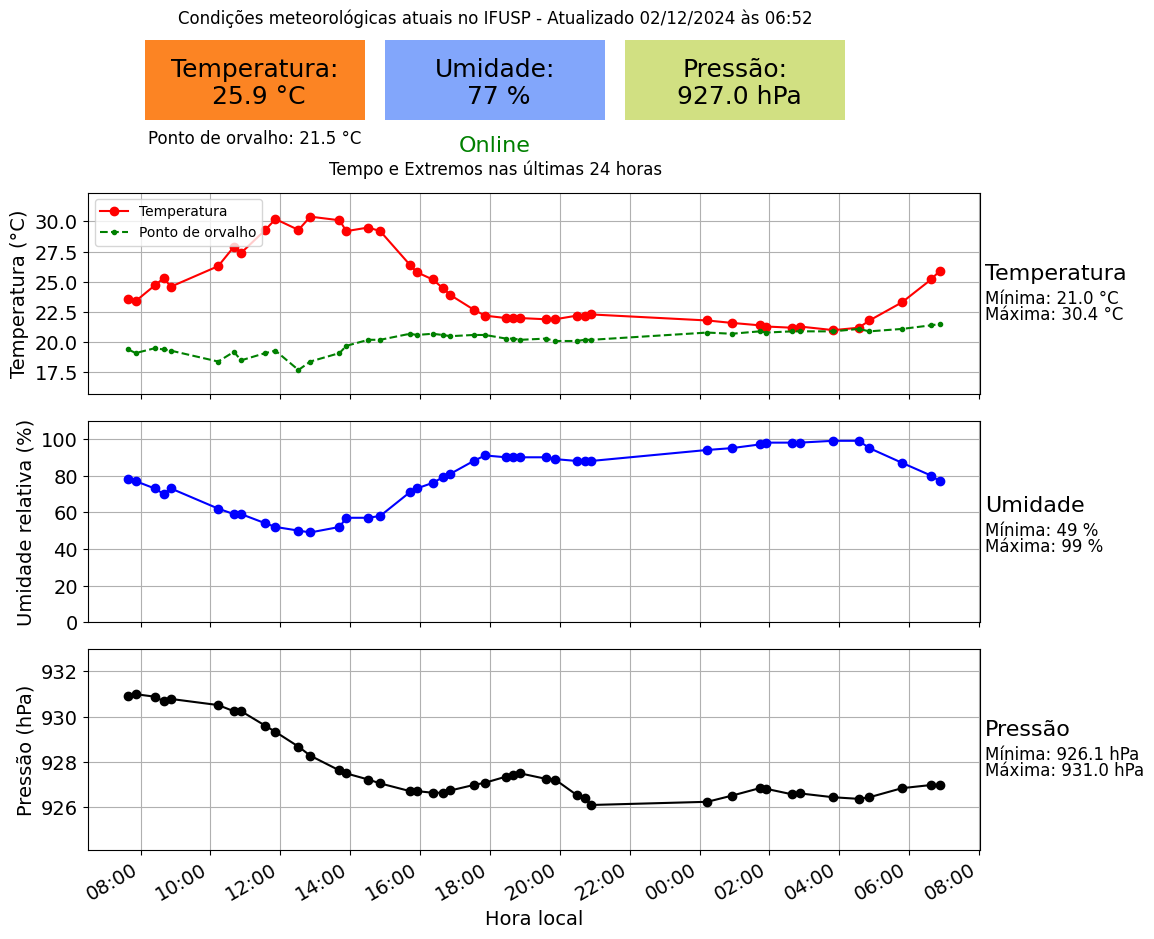 Condições meteorológicas atuais no IFUSP - Atualizado 02/12/2024 às 06:52
Temperatura:
25.9 °C
Umidade:
77 %
Pressão:
927.0 hPa
Ponto de orvalho: 21.5 °C
Online
Tempo e Extremos nas últimas 24 horas
Temperatura (°C)
30.0
27.5
25.0
22.5
20.0
17.5
Temperatura
Ponto de orvalho
Temperatura
Mínima: 21.0 °C
Máxima: 30.4 °C
Umidade relativa (%)
100
80
60
40
20
0
Umidade
Mínima: 49 %
Máxima: 99 %
Pressão (hPa)
932
930
928
926
Pressão
Mínima: 926.1 hPa
Máxima: 931.0 hPa
08:00
10:00
12:00
14:00
16:00
18:00
20:00
22:00
00:00
02:00
04:00
06:00
08:00
Hora local